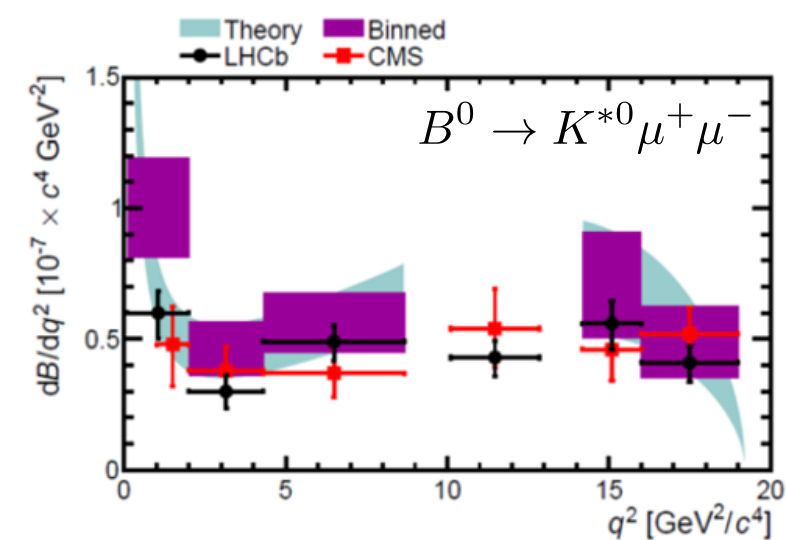 Theory Binned
LHCb CMS
B⁰ → K*⁰μ⁺μ⁻
dB/dq² [10⁻⁷ × c⁴ GeV⁻²]
1.5
1
0.5
0
0 5 10 15 20
q² [GeV²/c⁴]